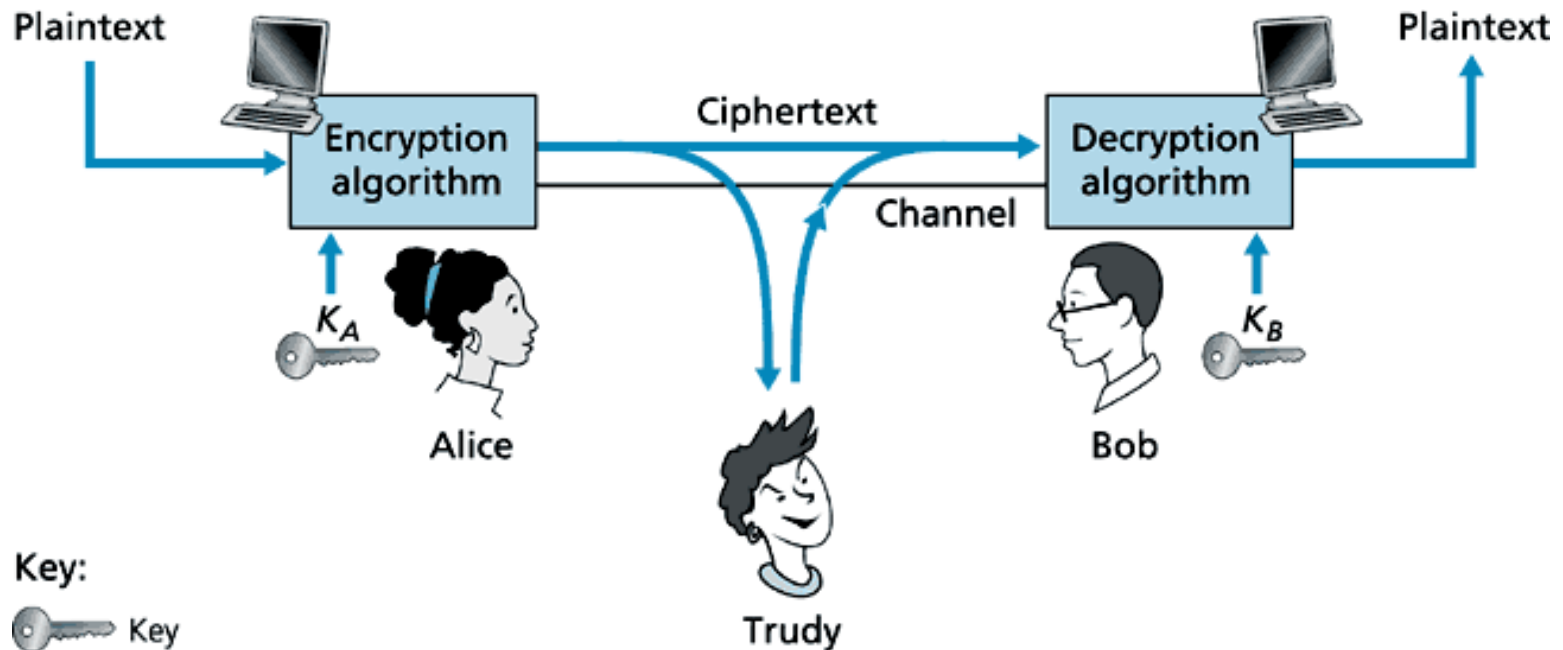 Plaintext
Plaintext
Ciphertext
Encryption
algorithm
Decryption
algorithm
Channel
K_A
K_B
Alice
Bob
Key:
Key
Trudy